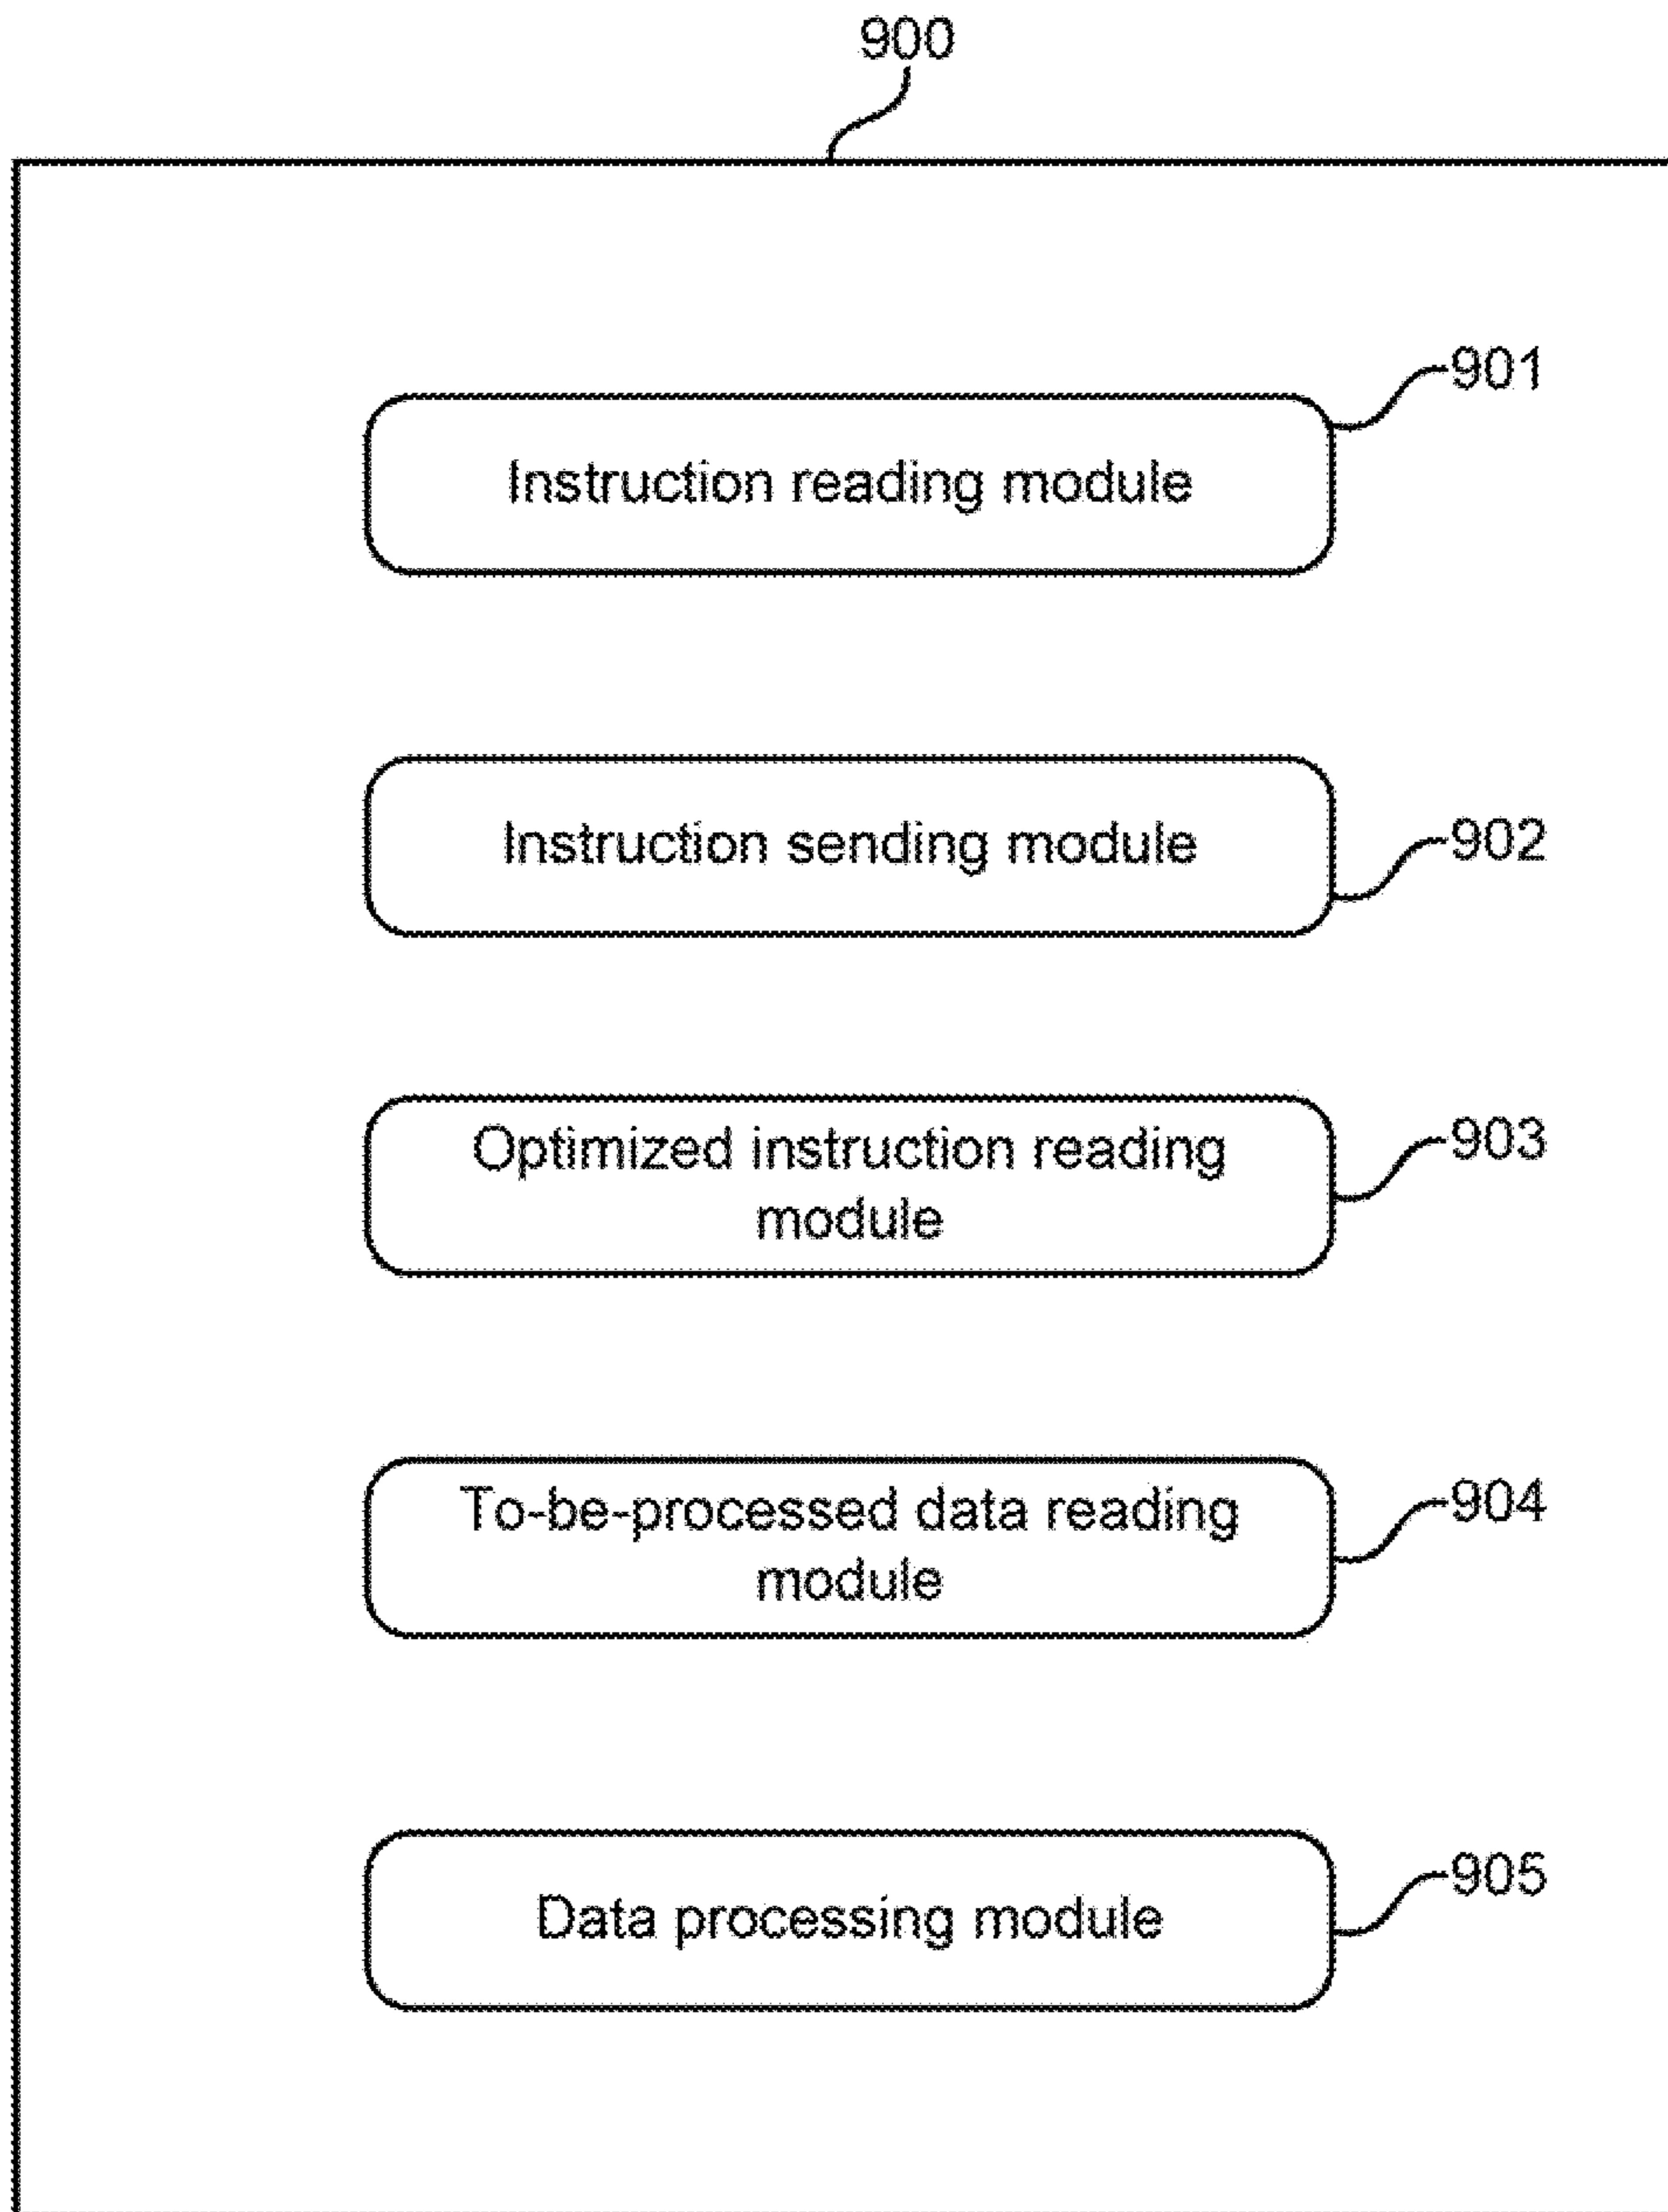 900
901
Instruction reading module
Instruction sending module
902
Optimized instruction reading
module
903
To-be-processed data reading
module
904
Data processing module
905